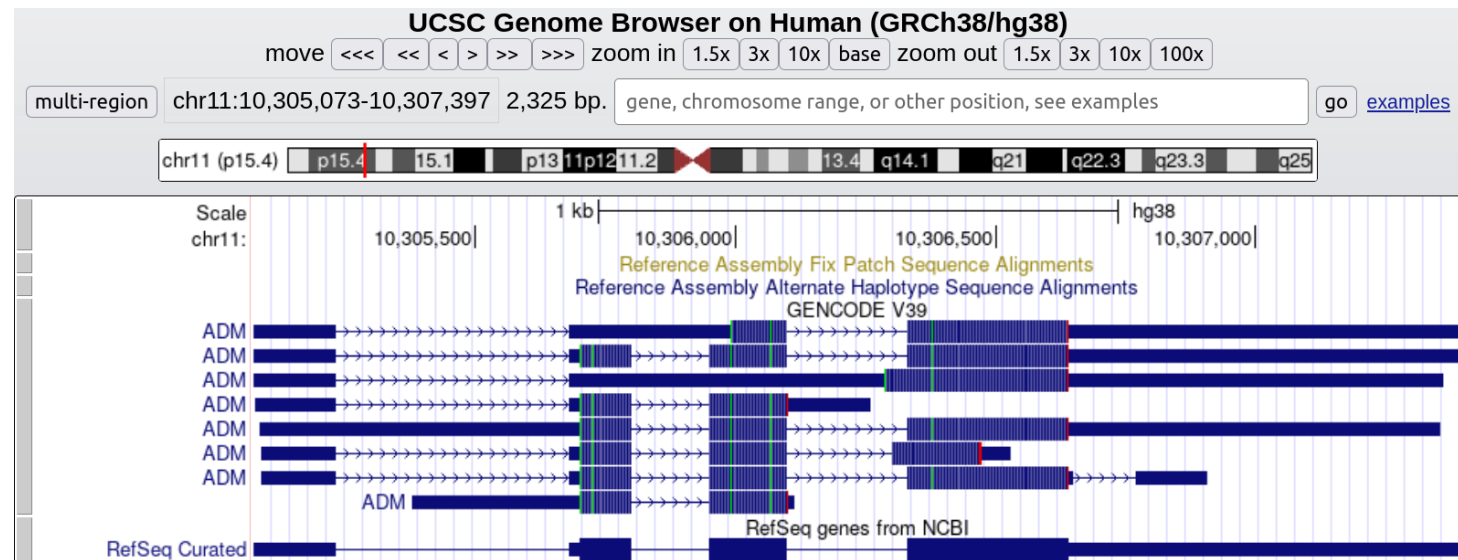 UCSC Genome Browser on Human (GRCh38/hg38)
move <<< << < > >> >>> zoom in 1.5x 3x 10x base zoom out 1.5x 3x 10x 100x
multi-region chr11:10,305,073-10,307,397 2,325 bp. gene, chromosome range, or other position, see examples go examples
chr11 (p15.4) p15.4 15.1 p13 11p12 11.2 13.4 q14.1 q21 q22.3 q23.3 q25
Scale 1 kb hg38
chr11: 10,305,500 10,306,000 10,306,500 10,307,000
Reference Assembly Fix Patch Sequence Alignments
Reference Assembly Alternate Haplotype Sequence Alignments
GENCODE V39
ADM
ADM
ADM
ADM
ADM
ADM
ADM
ADM
RefSeq genes from NCBI
RefSeq Curated